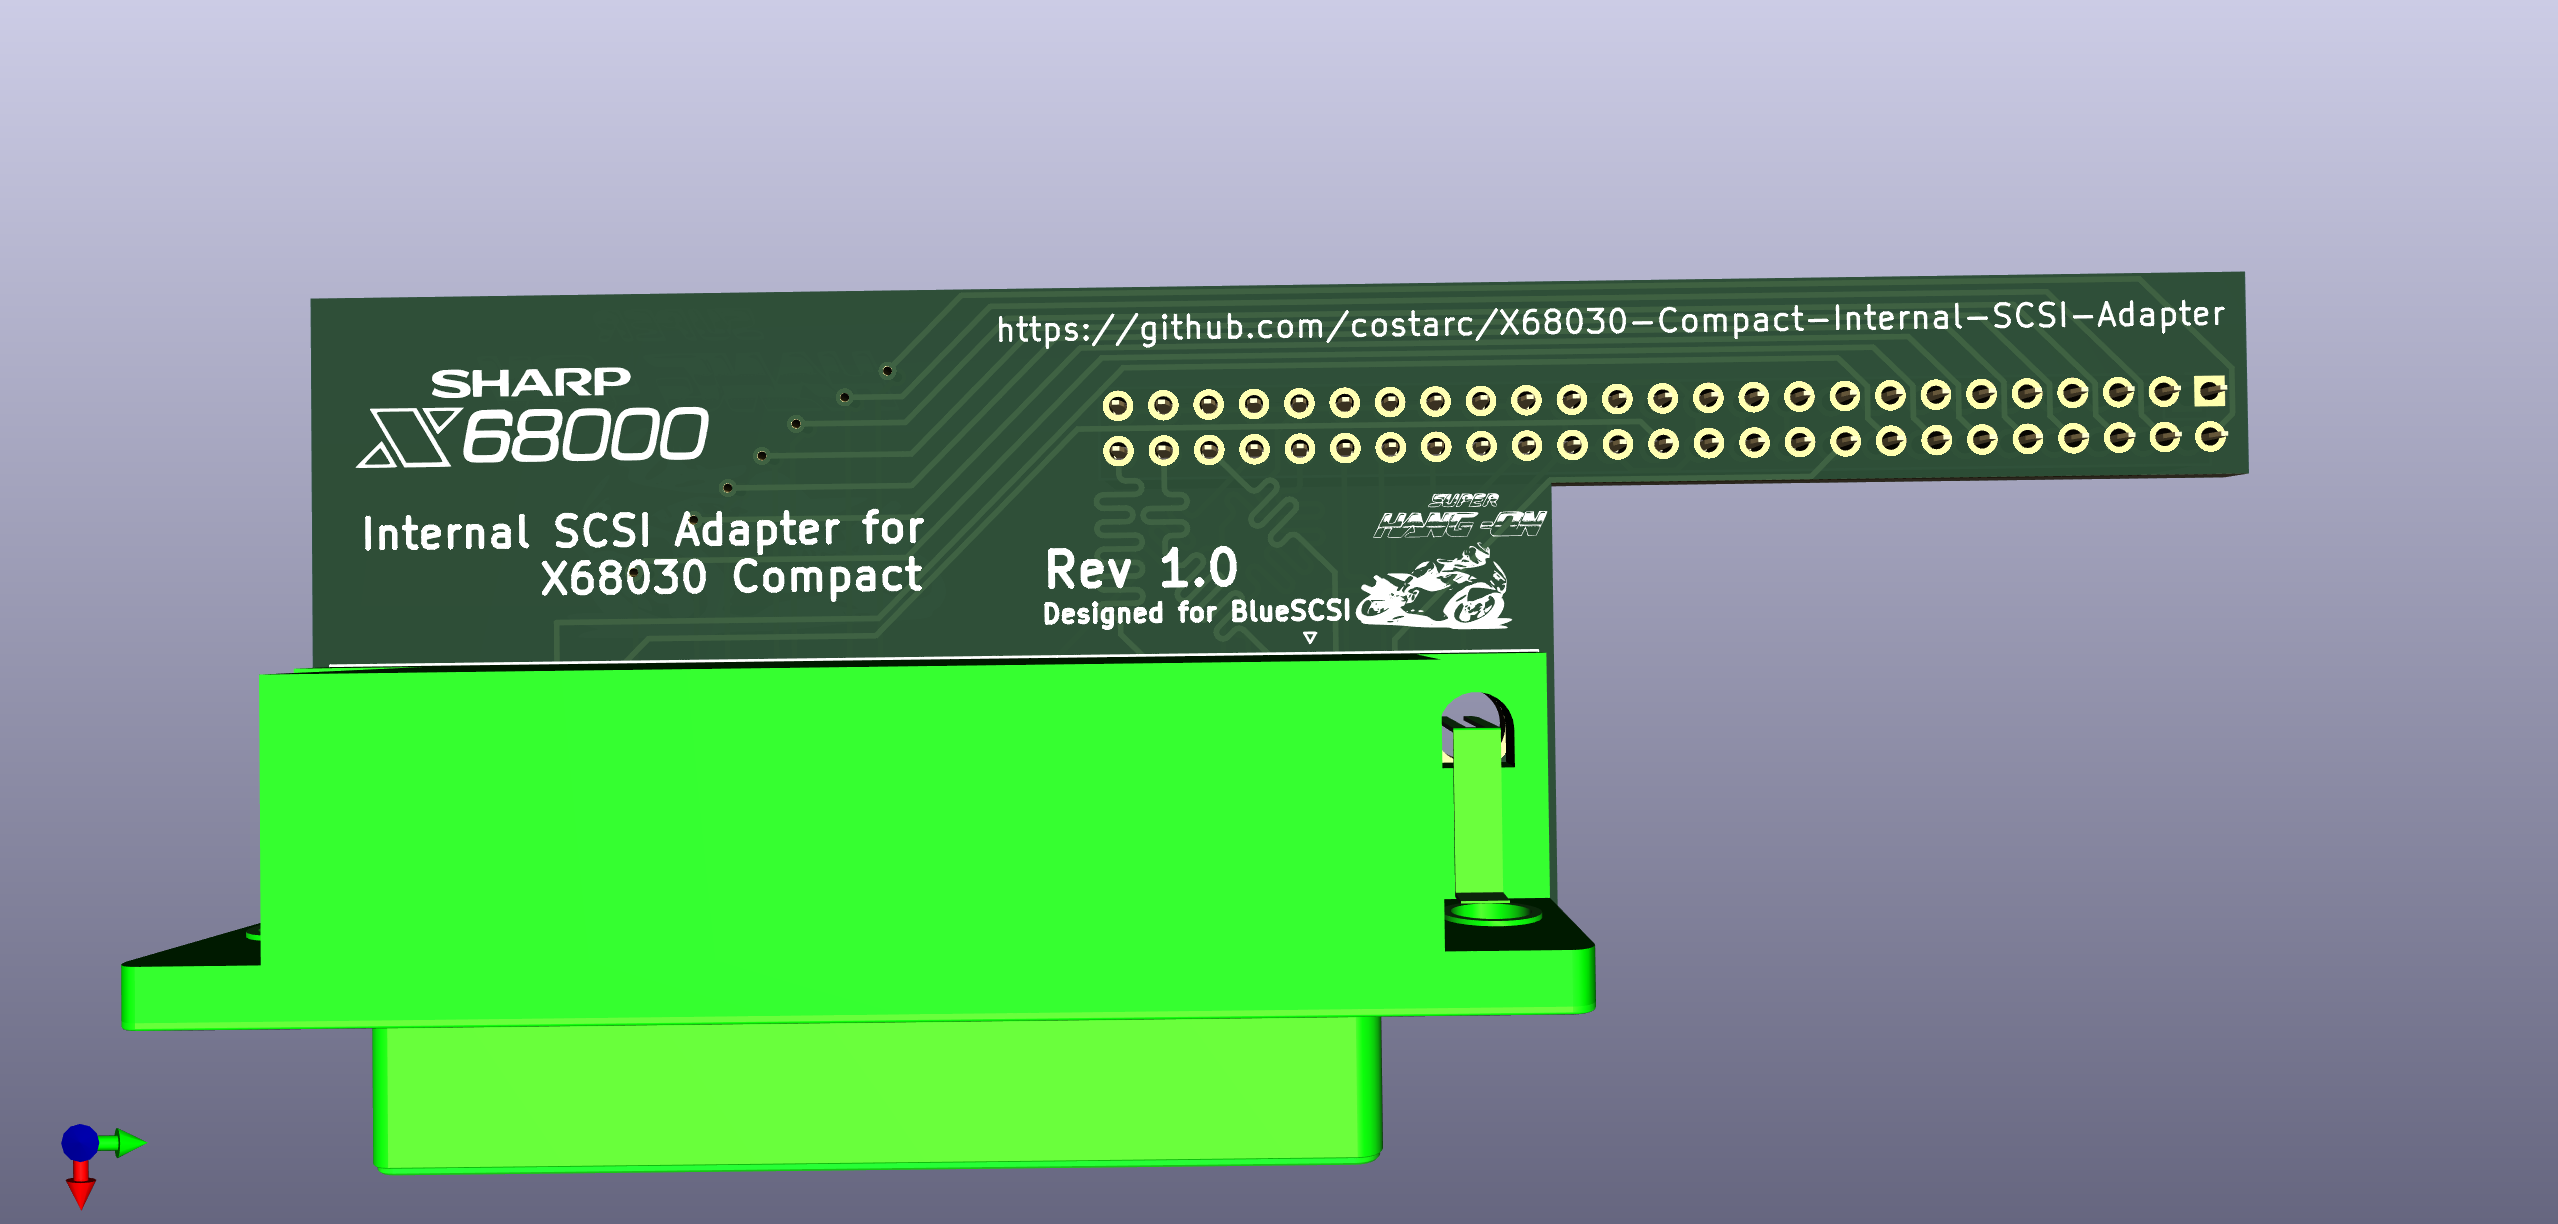 https://github.com/costarc/X68030-Compact-Internal-SCSI-Adapter
SHARP
X68000
Internal SCSI Adapter for
X68030 Compact
SUPER
HANG-ON
Rev 1.0
Designed for BlueSCSI